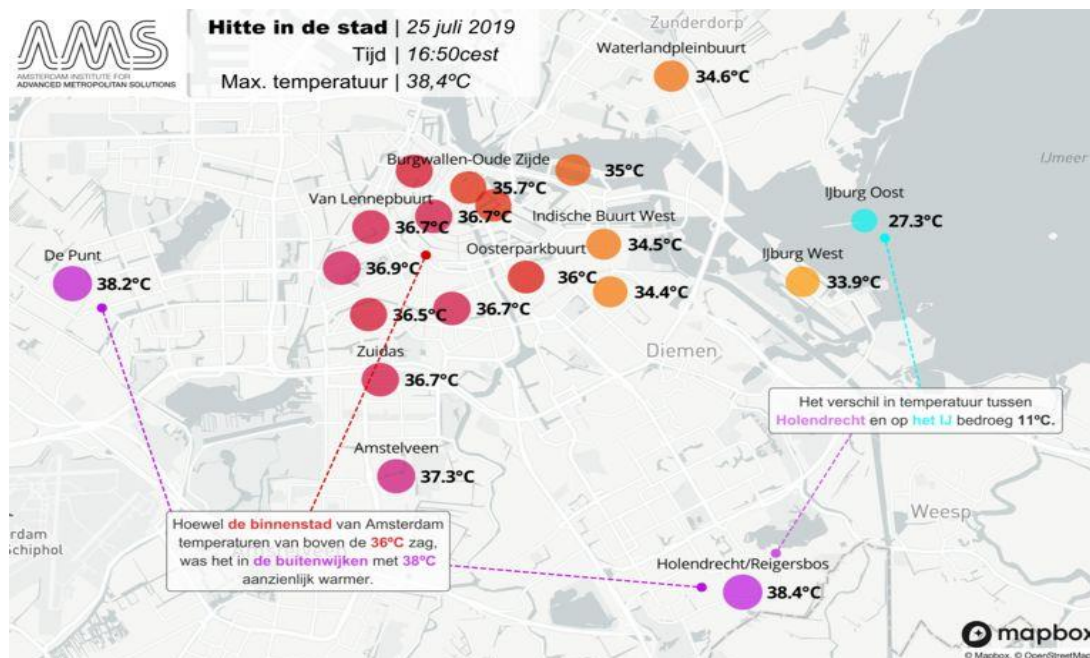 AMS
AMSTERDAM INSTITUTE FOR
ADVANCED METROPOLITAN SOLUTIONS
Hitte in de stad | 25 juli 2019
Tijd | 16:50cest
Max. temperatuur | 38,4ºC
Zunderdorp
Waterlandpleinbuurt
34.6°C
IJmeer
Burgwallen-Oude Zijde
35°C
35.7°C
Van Lennepbuurt
36.7°C
36.7°C
Indische Buurt West
34.5°C
IJburg Oost
27.3°C
De Punt
38.2°C
36.9°C
Oosterparkbuurt
36°C
34.4°C
IJburg West
33.9°C
36.5°C
36.7°C
Zuidas
36.7°C
Diemen
Het verschil in temperatuur tussen
Holendrecht en op het IJ bedroeg 11ºC.
Amstelveen
37.3°C
Weesp
rdam
Schiphol
Hoewel de binnenstad van Amsterdam
temperaturen van boven de 36ºC zag,
was het in de buitenwijken met 38ºC
aanzienlijk warmer.
Holendrecht/Reigersbos
38.4°C
mapbox
© Mapbox, © OpenStreetMap